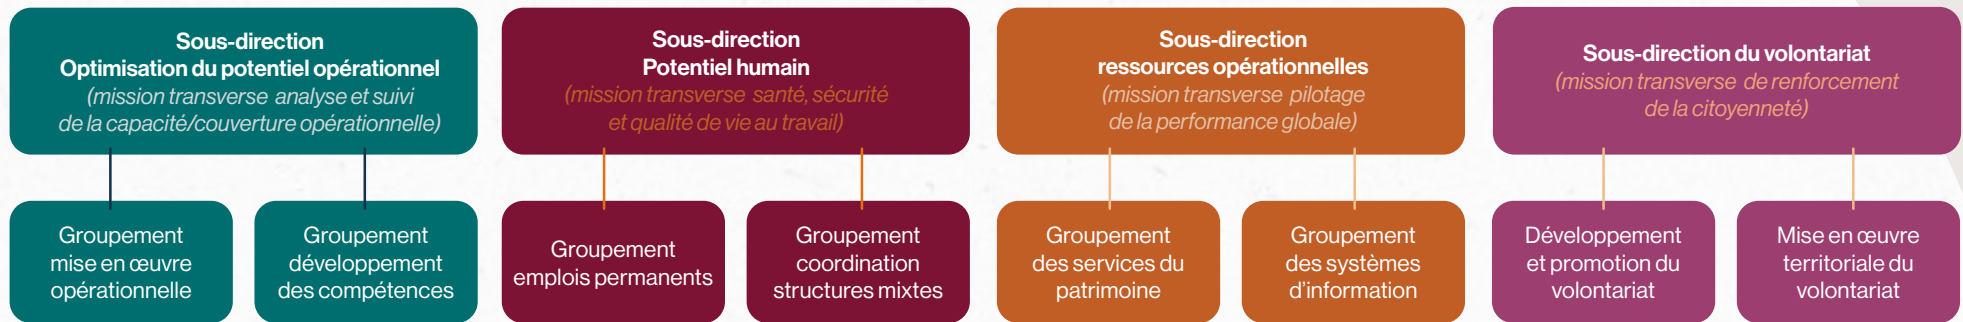 Sous-direction
Optimisation du potentiel opérationnel
(mission transverse analyse et suivi
de la capacité/couverture opérationnelle)
Sous-direction
Potentiel humain
(mission transverse santé, sécurité
et qualité de vie au travail)
Sous-direction
ressources opérationnelles
(mission transverse pilotage
de la performance globale)
Sous-direction du volontariat
(mission transverse de renforcement
de la citoyenneté)
Groupement
mise en œuvre
opérationnelle
Groupement
développement
des compétences
Groupement
emplois permanents
Groupement
coordination
structures mixtes
Groupement
des services du
patrimoine
Groupement
des systèmes
d'information
Développement
et promotion du
volontariat
Mise en œuvre
territoriale du
volontariat